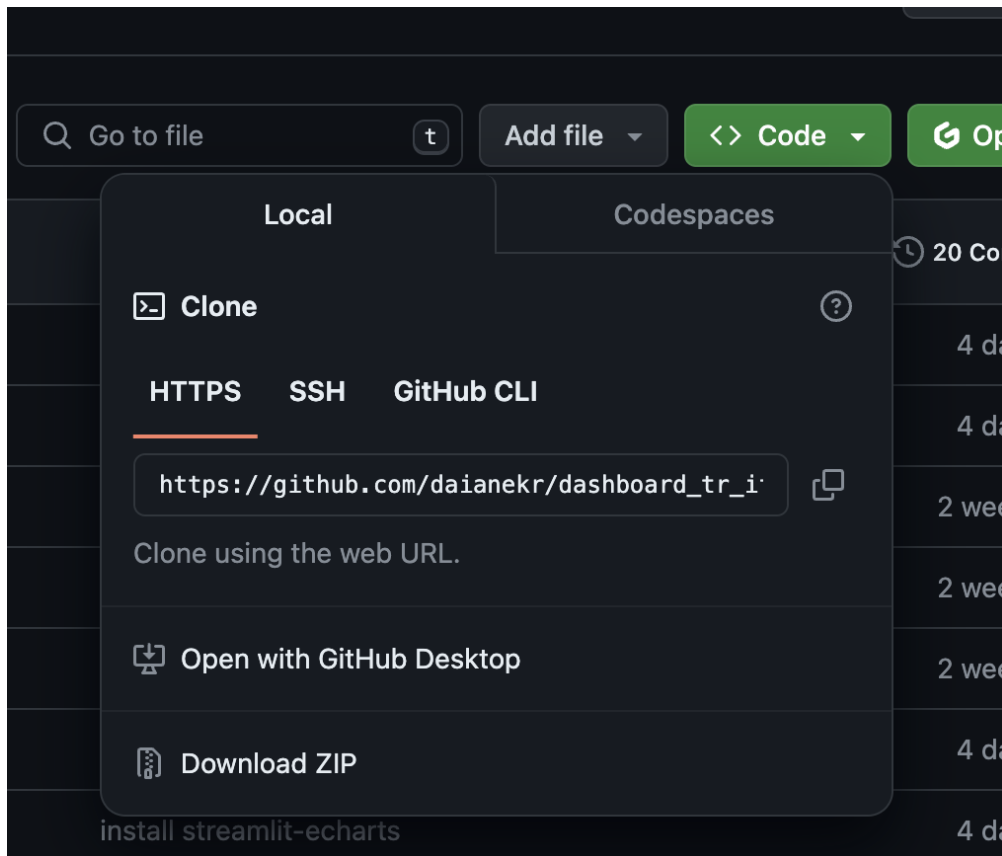 Go to file t Add file Code Op
Local Codespaces
20 Co
Clone
4 da
HTTPS SSH GitHub CLI
4 da
https://github.com/daianekr/dashboard_tr_i
2 wee
Clone using the web URL.
2 wee
Open with GitHub Desktop
2 wee
Download ZIP
4 da
install streamlit-echarts
4 da